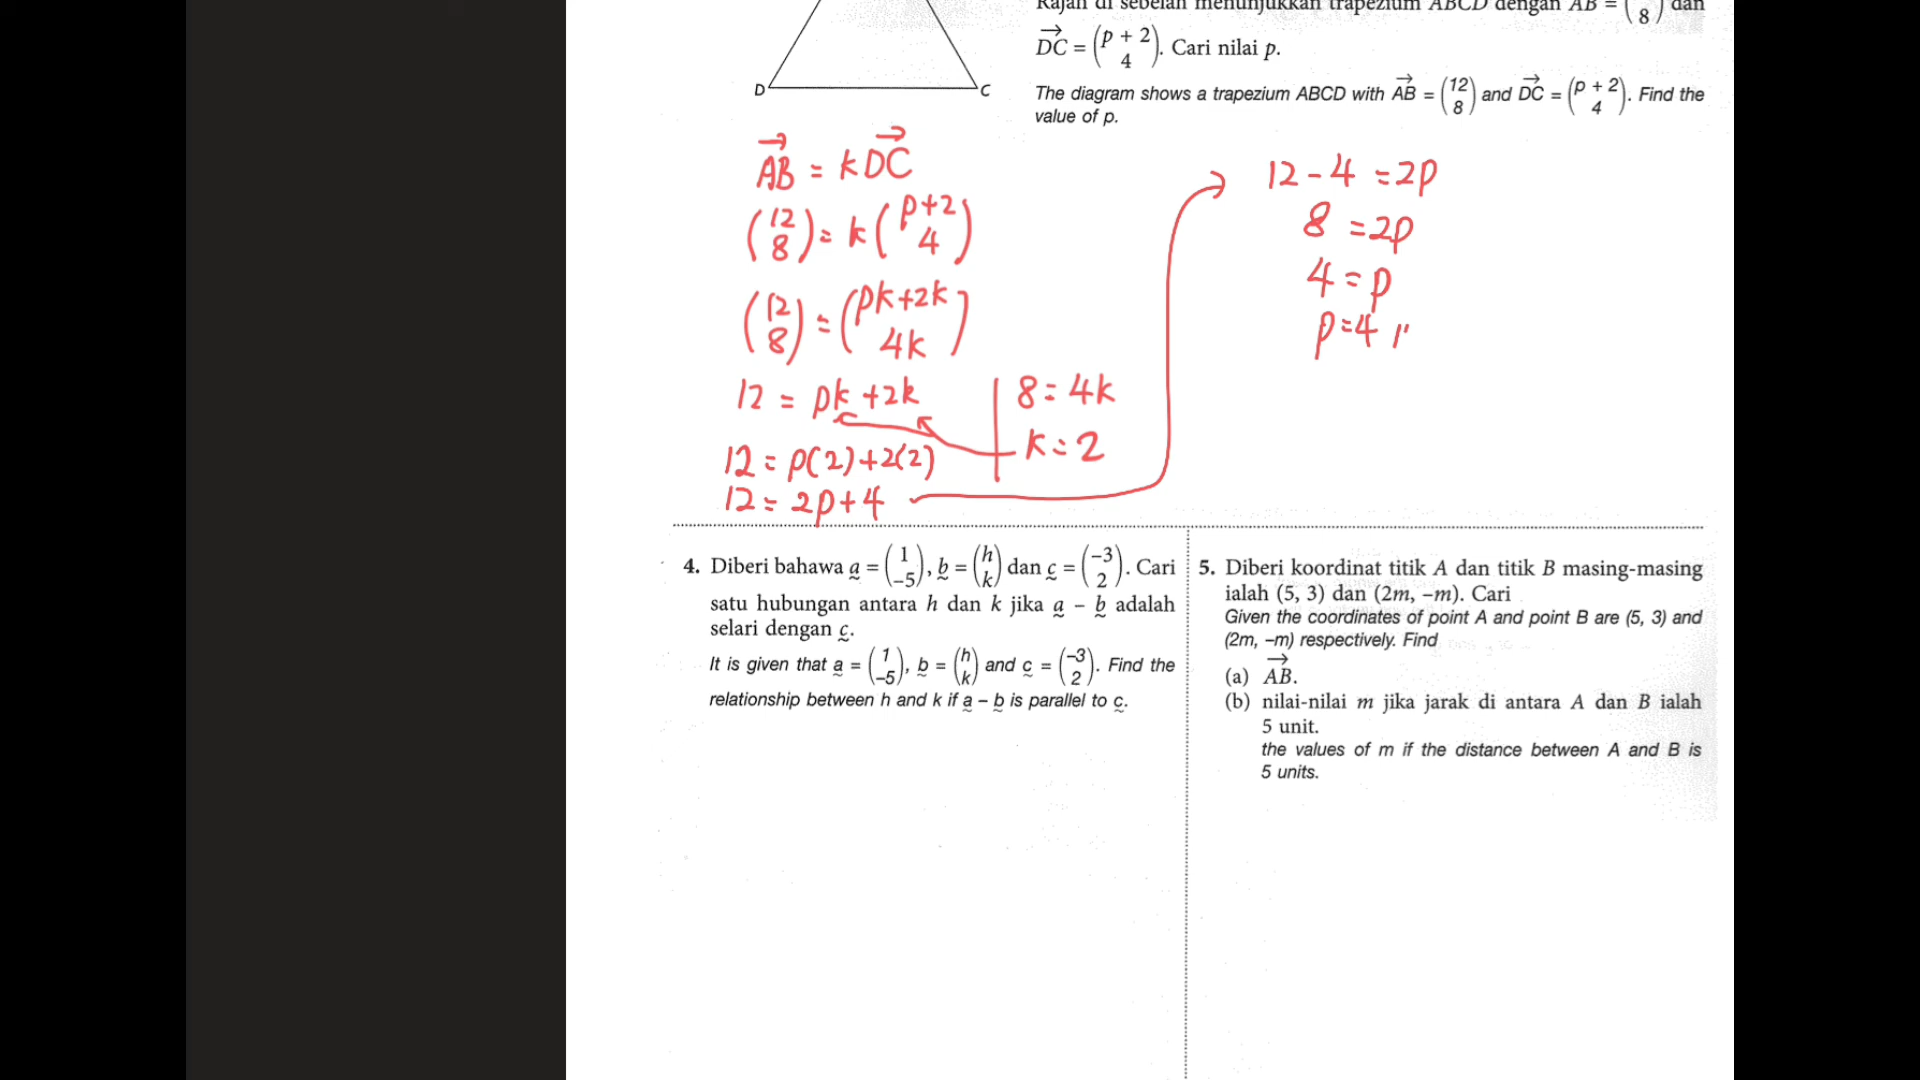 Rajah di sebelah menunjukkan trapezium ABCD dengan AB = ( 8 ) dan
D C
→DC = (p + 2 / 4). Cari nilai p.
The diagram shows a trapezium ABCD with →AB = (12 / 8) and →DC = (p + 2 / 4). Find the
value of p.
→AB = k→DC
(12 / 8) = k(p+2 / 4)
(12 / 8) = (pk+2k / 4k)
12 = pk+2k
8 = 4k
k = 2
12 = p(2)+2(2)
12 = 2p+4
12 - 4 = 2p
8 = 2p
4 = p
p = 4 //
4. Diberi bahawa a = (1 / −5), b = (h / k) dan c = (−3 / 2). Cari
satu hubungan antara h dan k jika a − b adalah
selari dengan c.
It is given that a = (1 / −5), b = (h / k) and c = (−3 / 2). Find the
relationship between h and k if a − b is parallel to c.
5. Diberi koordinat titik A dan titik B masing-masing
ialah (5, 3) dan (2m, −m). Cari
Given the coordinates of point A and point B are (5, 3) and
(2m, −m) respectively. Find
(a) →AB.
(b) nilai-nilai m jika jarak di antara A dan B ialah
5 unit.
the values of m if the distance between A and B is
5 units.